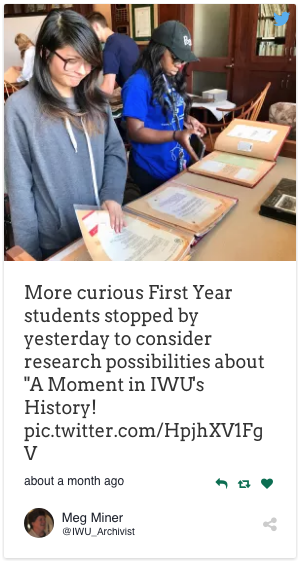 More curious First Year
students stopped by
yesterday to consider
research possibilities about
"A Moment in IWU's
History!
pic.twitter.com/HpjhXV1Fg
V
about a month ago
Meg Miner
@IWU_Archivist